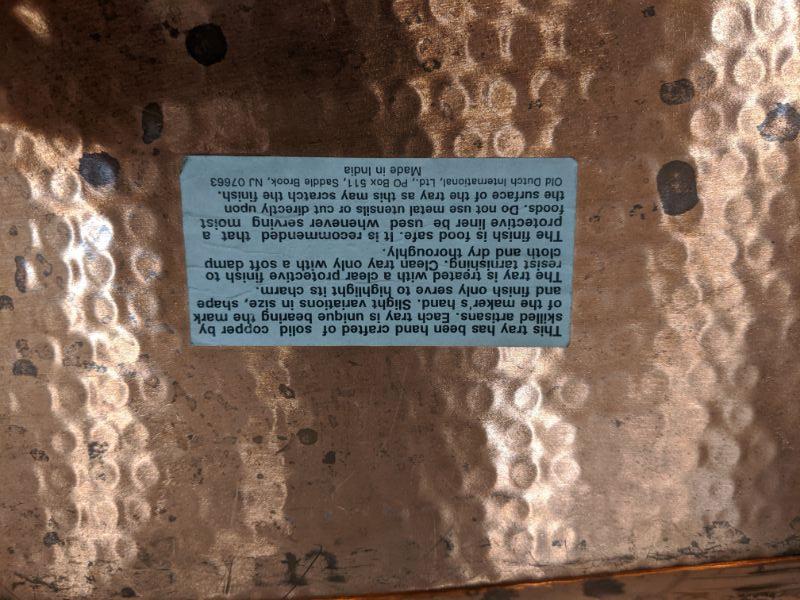 This tray has been hand crafted of solid copper by
skilled artisans. Each tray is unique bearing the mark
of the maker's hand. Slight variations in size, shape
and finish only serve to highlight its charm.
The tray is treated with a clear protective finish to
resist tarnishing. Clean tray only with a soft damp
cloth and dry thoroughly.
The finish is food safe. It is recommended that a
protective liner be used whenever serving moist
foods. Do not use metal utensils or cut directly upon
the surface of the tray as this may scratch the finish.
Old Dutch International, Ltd., PO Box 511, Saddle Brook, NJ 07663
Made in India